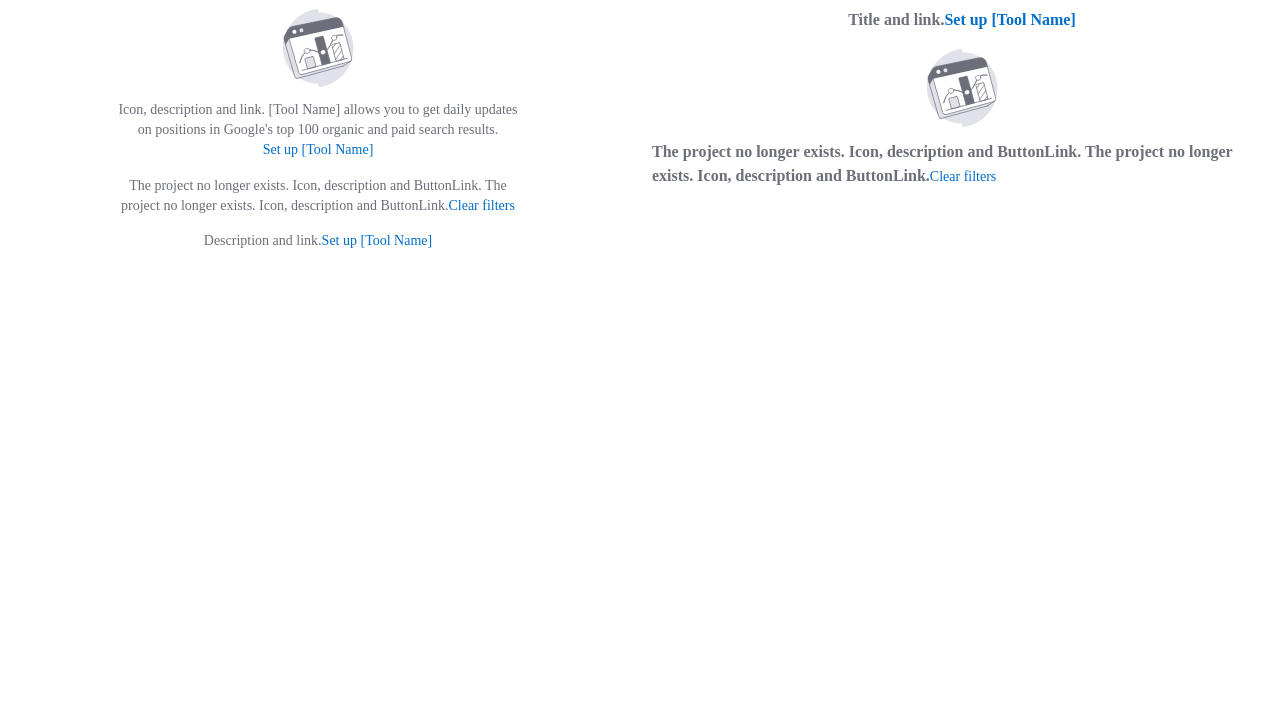 Icon, description and link. [Tool Name] allows you to get daily updates
on positions in Google's top 100 organic and paid search results.
Set up [Tool Name]
The project no longer exists. Icon, description and ButtonLink. The
project no longer exists. Icon, description and ButtonLink.Clear filters
Description and link.Set up [Tool Name]
Title and link.Set up [Tool Name]
The project no longer exists. Icon, description and ButtonLink. The project no longer
exists. Icon, description and ButtonLink.Clear filters